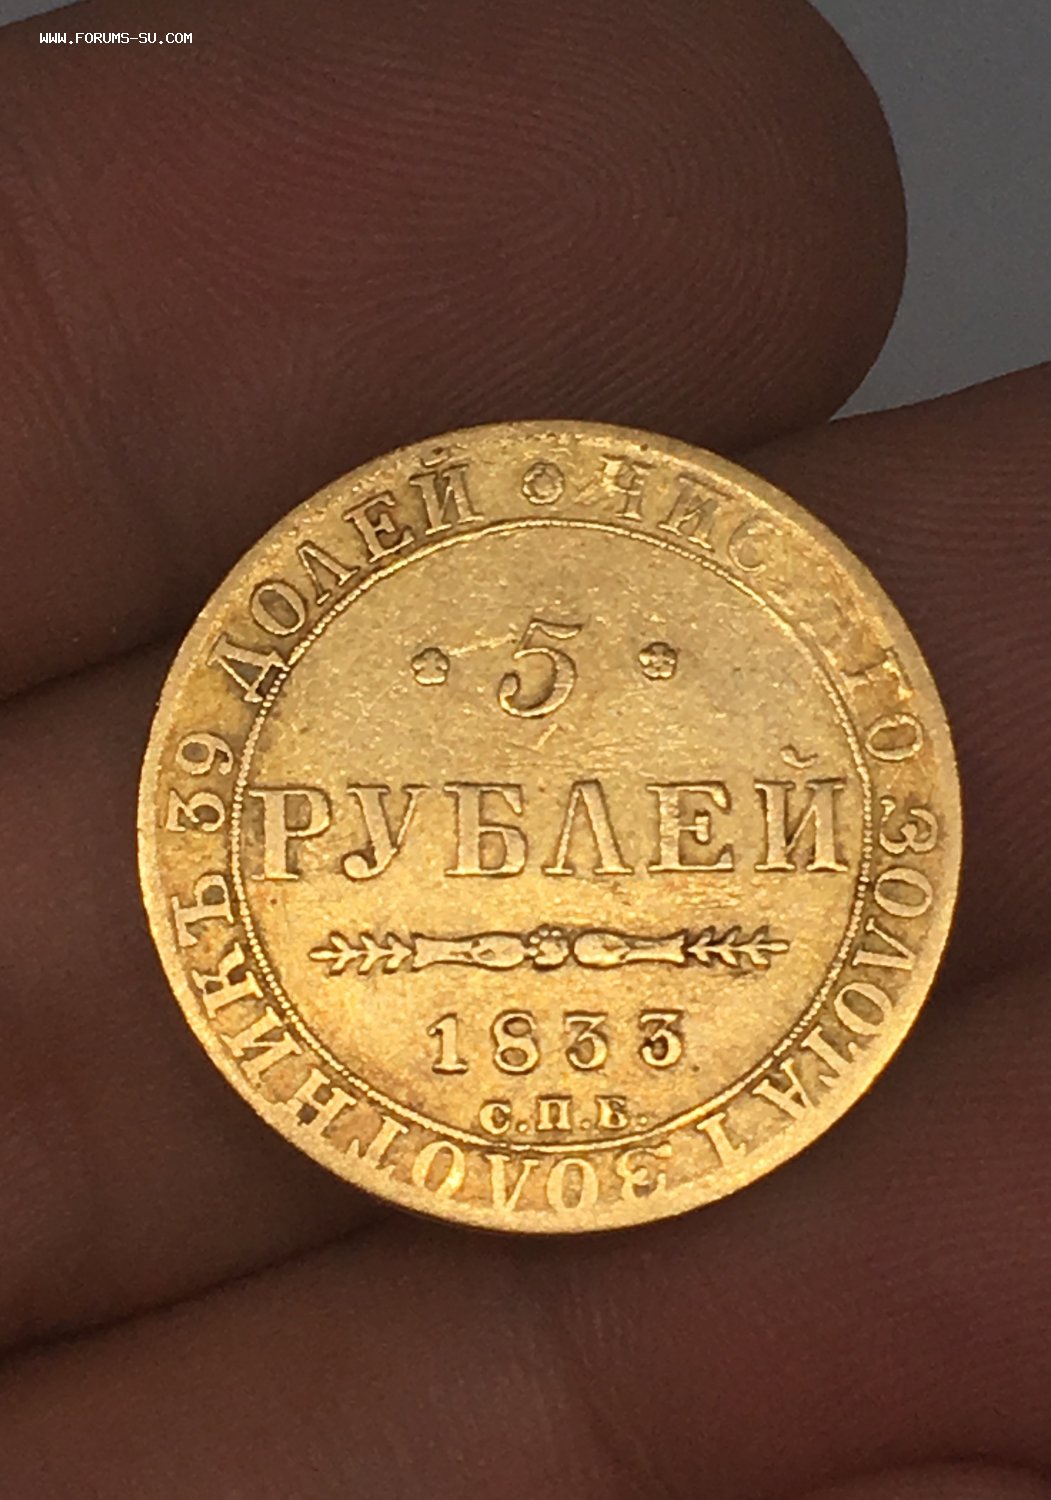 WWW.FORUMS-SU.COM
5
РУБЛЕЙ
1833
С.П.Б.
1 ЗОЛОТНИКЪ 39 ДОЛЕЙ
ЗОЛОТА